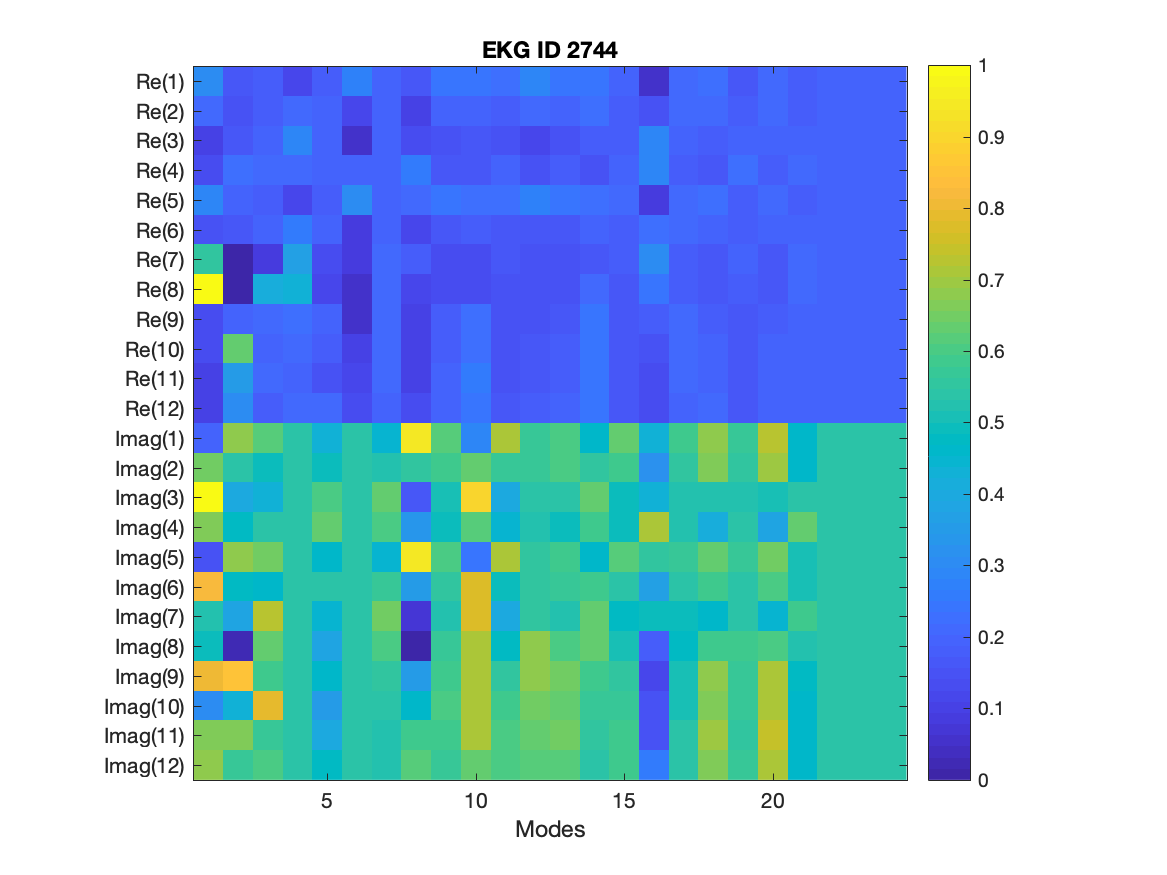 EKG ID 2744
Re(1)
Re(2)
Re(3)
Re(4)
Re(5)
Re(6)
Re(7)
Re(8)
Re(9)
Re(10)
Re(11)
Re(12)
Imag(1)
Imag(2)
Imag(3)
Imag(4)
Imag(5)
Imag(6)
Imag(7)
Imag(8)
Imag(9)
Imag(10)
Imag(11)
Imag(12)
5 10 15 20
Modes
1
0.9
0.8
0.7
0.6
0.5
0.4
0.3
0.2
0.1
0